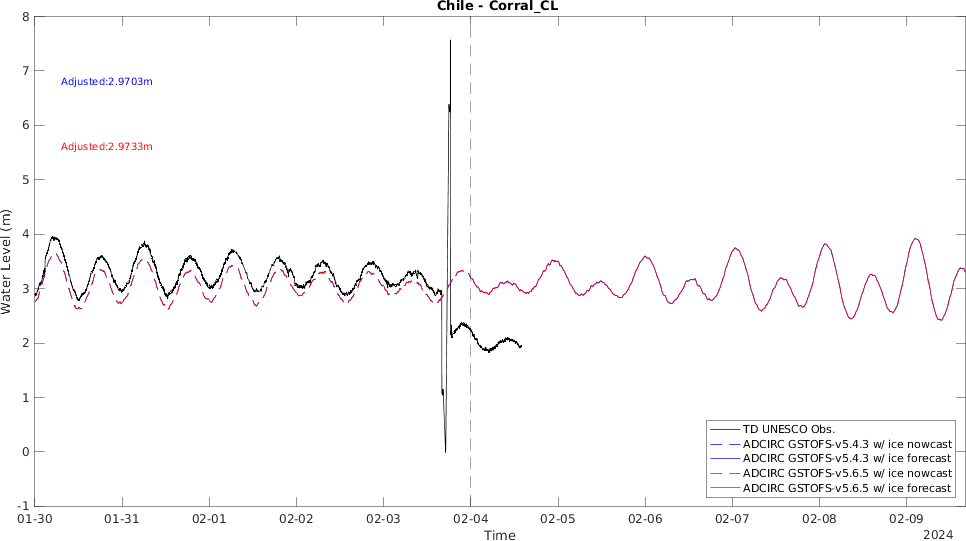 Chile - Corral_CL
8
7
6
5
4
3
2
1
0
-1
Water Level (m)
Adjusted:2.9703m
Adjusted:2.9733m
TD UNESCO Obs.
ADCIRC GSTOFS-v5.4.3 w/ ice nowcast
ADCIRC GSTOFS-v5.4.3 w/ ice forecast
ADCIRC GSTOFS-v5.6.5 w/ ice nowcast
ADCIRC GSTOFS-v5.6.5 w/ ice forecast
01-30 01-31 02-01 02-02 02-03 02-04 02-05 02-06 02-07 02-08 02-09
Time
2024